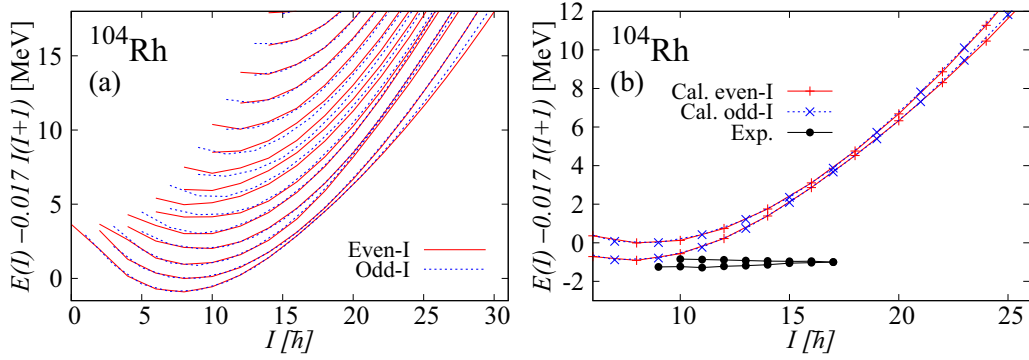 E(I) −0.017 I(I+1) [MeV]
15
10
5
0
¹⁰⁴Rh
(a)
Even-I
Odd-I
0 5 10 15 20 25 30
I [ħ]
E(I) −0.017 I(I+1) [MeV]
12
10
8
6
4
2
0
-2
¹⁰⁴Rh
(b)
Cal. even-I
Cal. odd-I
Exp.
10 15 20 25
I [ħ]